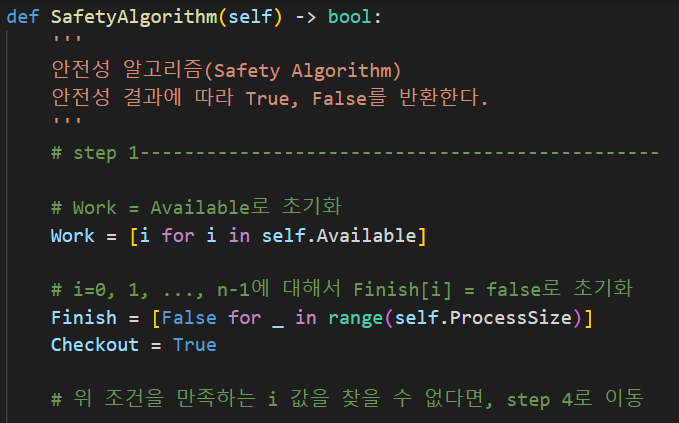 def SafetyAlgorithm(self) -> bool:
'''
안전성 알고리즘(Safety Algorithm)
안전성 결과에 따라 True, False를 반환한다.
'''
# step 1-----------------------------------------------
# Work = Available로 초기화
Work = [i for i in self.Available]
# i=0, 1, ..., n-1에 대해서 Finish[i] = false로 초기화
Finish = [False for _ in range(self.ProcessSize)]
Checkout = True
# 위 조건을 만족하는 i 값을 찾을 수 없다면, step 4로 이동